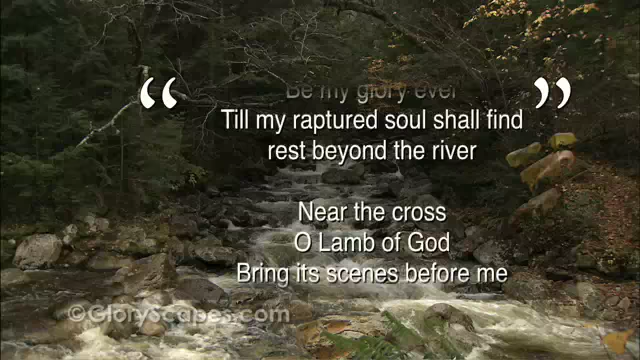 “ ”
Be my glory ever
Till my raptured soul shall find
rest beyond the river
Near the cross
O Lamb of God
Bring its scenes before me
©GloryScapes.com